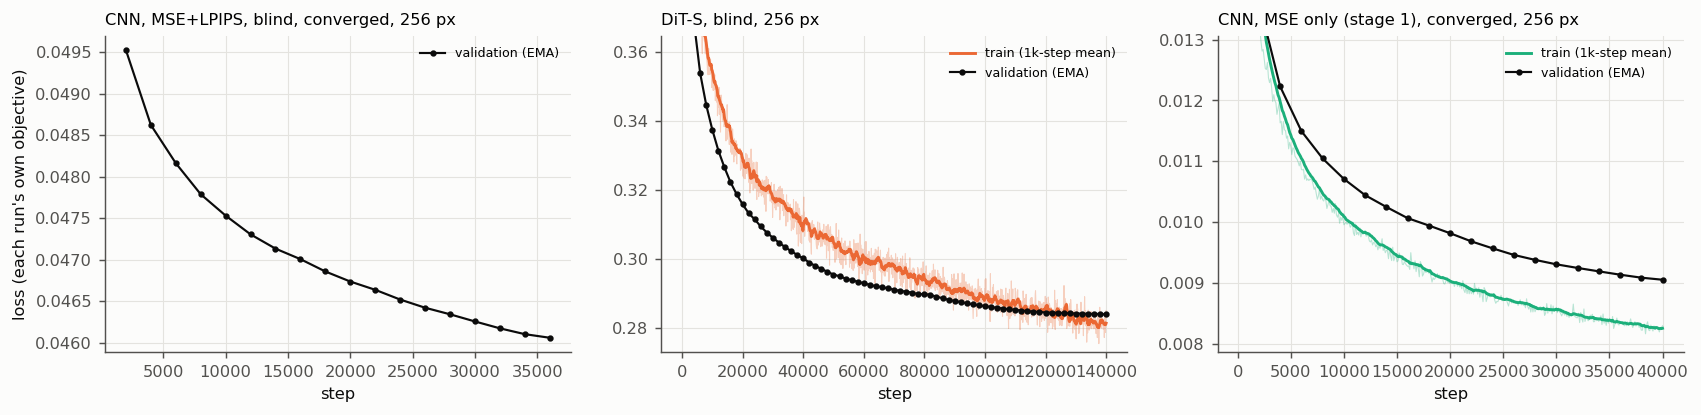 CNN, MSE+LPIPS, blind, converged, 256 px
loss (each run's own objective)
0.0495
0.0490
0.0485
0.0480
0.0475
0.0470
0.0465
0.0460
validation (EMA)
5000 10000 15000 20000 25000 30000 35000
step
DiT-S, blind, 256 px
0.36
0.34
0.32
0.30
0.28
train (1k-step mean)
validation (EMA)
0 20000 40000 60000 80000 100000 120000 140000
step
CNN, MSE only (stage 1), converged, 256 px
0.013
0.012
0.011
0.010
0.009
0.008
train (1k-step mean)
validation (EMA)
0 5000 10000 15000 20000 25000 30000 35000 40000
step